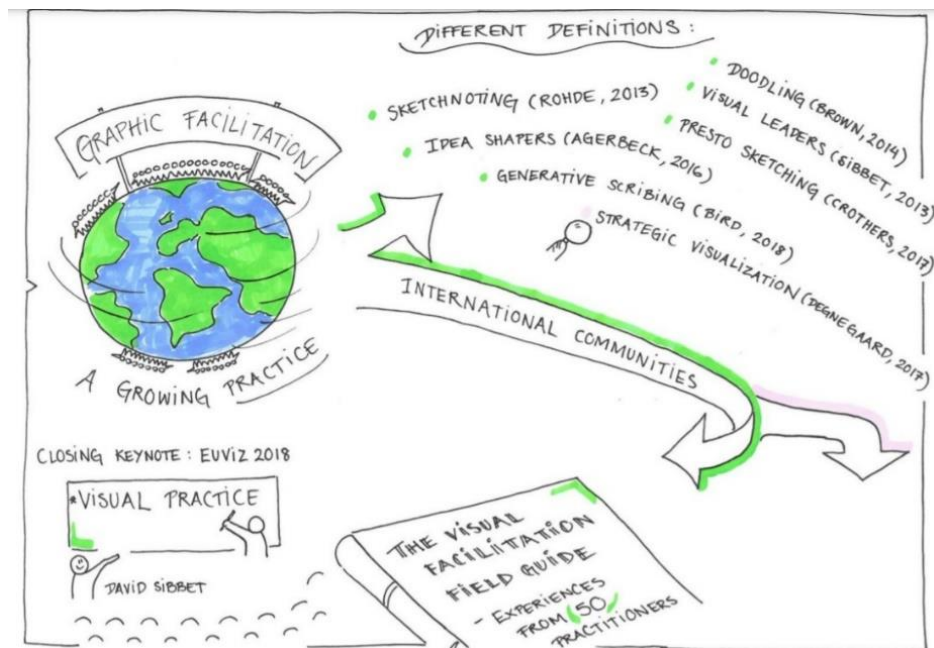 DIFFERENT DEFINITIONS:
GRAPHIC FACILITATION
A GROWING PRACTICE
• SKETCHNOTING (ROHDE, 2013)
• IDEA SHAPERS (AGERBECK, 2016)
• GENERATIVE SCRIBING (BIRD, 2018)
• DOODLING (BROWN, 2014)
• VISUAL LEADERS (SIBBET, 2013)
• PRESTO SKETCHING (CROTHERS, 2017)
• STRATEGIC VISUALIZATION (DEGNEGAARD, 2017)
INTERNATIONAL COMMUNITIES
CLOSING KEYNOTE: EUVIZ 2018
*VISUAL PRACTICE
DAVID SIBBET
THE VISUAL
FACILITATION
FIELD GUIDE
- EXPERIENCES
FROM (50)
PRACTITIONERS